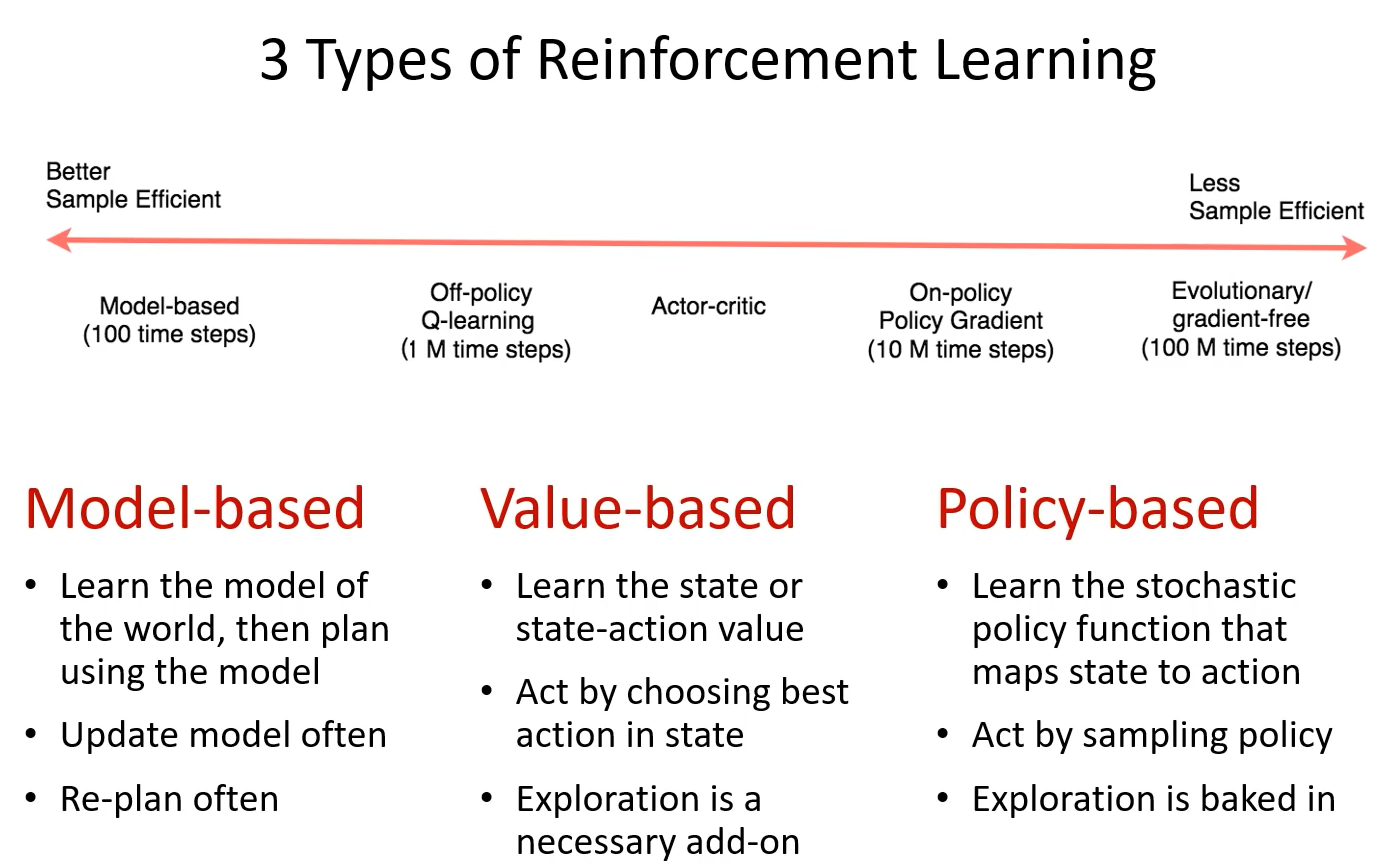 3 Types of Reinforcement Learning
Better
Sample Efficient
Less
Sample Efficient
Model-based
(100 time steps)
Off-policy
Q-learning
(1 M time steps)
Actor-critic
On-policy
Policy Gradient
(10 M time steps)
Evolutionary/
gradient-free
(100 M time steps)
Model-based
• Learn the model of
the world, then plan
using the model
• Update model often
• Re-plan often
Value-based
• Learn the state or
state-action value
• Act by choosing best
action in state
• Exploration is a
necessary add-on
Policy-based
• Learn the stochastic
policy function that
maps state to action
• Act by sampling policy
• Exploration is baked in